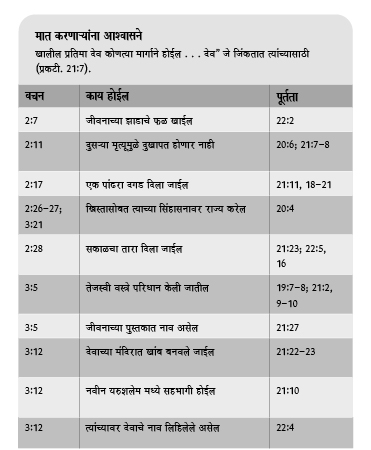 मात करणाऱ्यांना आश्वासने
खालील प्रतिमा देव कोणत्या मार्गाने होईल . . . देव” जे जिंकतात त्यांच्यासाठी
(प्रकटी. 21:7).
वचन काय होईल पूर्तता
2:7 जीवनाच्या झाडाचे फळ खाईल 22:2
2:11 दुसऱ्या मृत्यूमुळे दुखापत होणार नाही 20:6; 21:7–8
2:17 एक पांढरा दगड दिला जाईल 21:11, 18–21
2:26–27; ख्रिस्तासोबत त्याच्या सिंहासनावर राज्य करेल 20:4
3:21
2:28 सकाळचा तारा दिला जाईल 21:23; 22:5,
16
3:5 तेजस्वी वस्त्रे परिधान केली जातील 19:7–8; 21:2,
9–10
3:5 जीवनाच्या पुस्तकात नाव असेल 21:27
3:12 देवाच्या मंदिरात खांब बनवले जाईल 21:22–23
3:12 नवीन यरुशलेम मध्ये सहभागी होईल 21:10
3:12 त्यांच्यावर देवाचे नाव लिहिलेले असेल 22:4